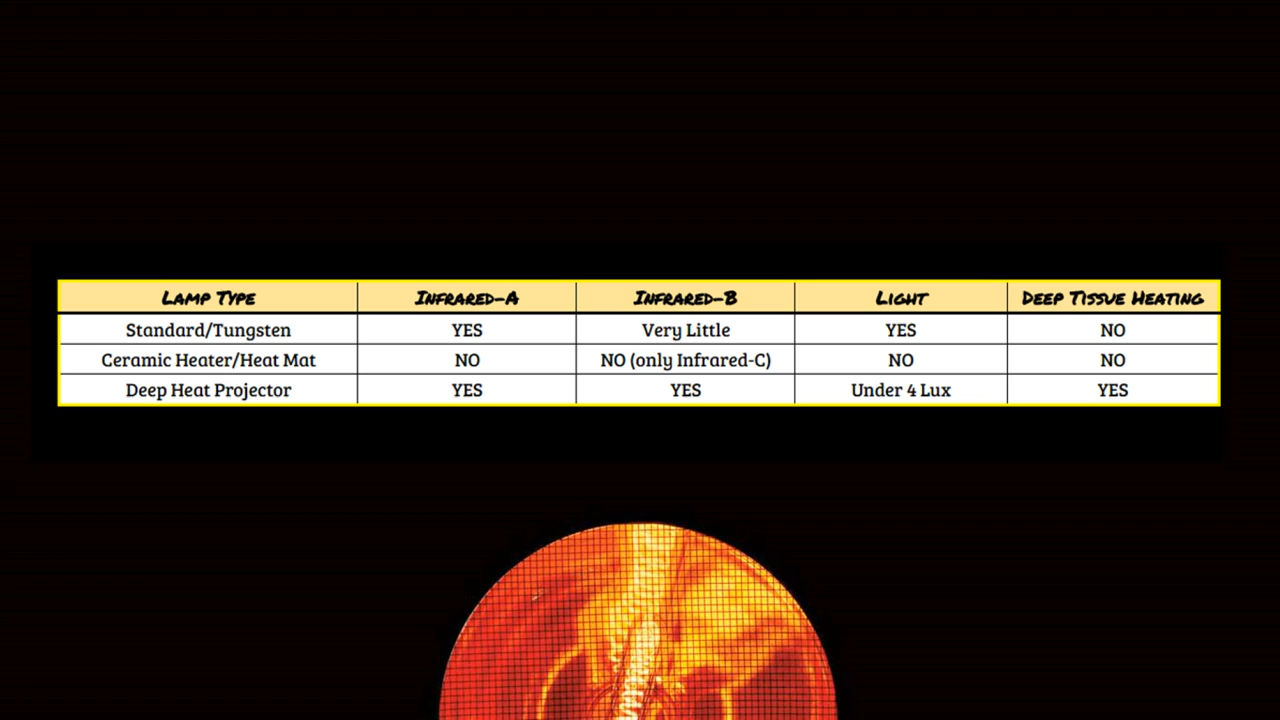 Lamp Type Infrared-A Infrared-B Light Deep Tissue Heating
Standard/Tungsten YES Very Little YES NO
Ceramic Heater/Heat Mat NO NO (only Infrared-C) NO NO
Deep Heat Projector YES YES Under 4 Lux YES